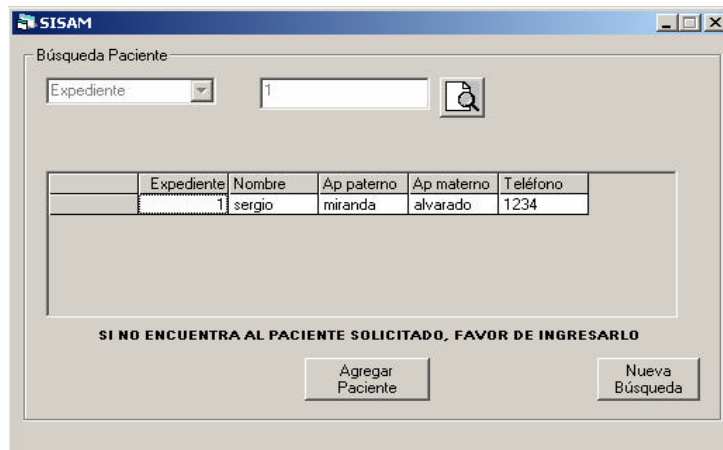 SISAM
Búsqueda Paciente
Expediente 1
Expediente Nombre Ap paterno Ap materno Teléfono
1 sergio miranda alvarado 1234
SI NO ENCUENTRA AL PACIENTE SOLICITADO, FAVOR DE INGRESARLO
Agregar Paciente
Nueva Búsqueda